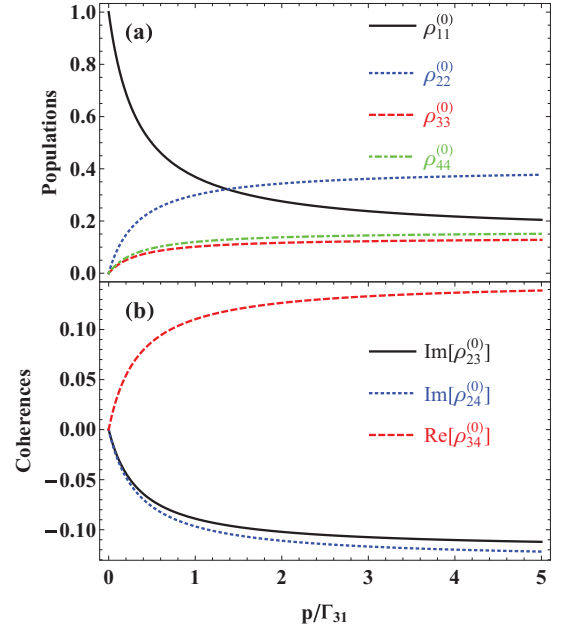 (a)
ρ₁₁⁽⁰⁾
ρ₂₂⁽⁰⁾
ρ₃₃⁽⁰⁾
ρ₄₄⁽⁰⁾
Populations
1.0
0.8
0.6
0.4
0.2
0.0
(b)
Im[ρ₂₃⁽⁰⁾]
Im[ρ₂₄⁽⁰⁾]
Re[ρ₃₄⁽⁰⁾]
Coherences
0.10
0.05
0.00
−0.05
−0.10
0 1 2 3 4 5
p/Γ₃₁